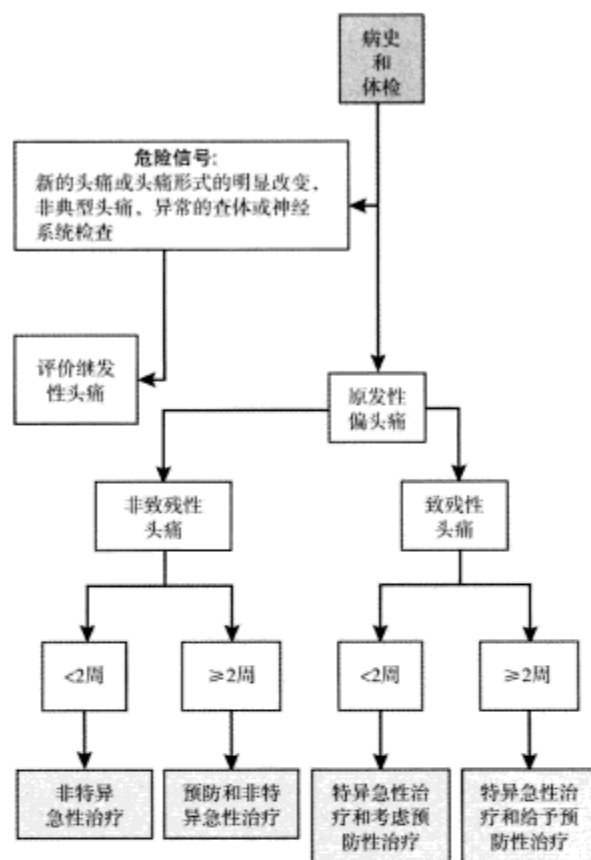 病史
和
体检
危险信号:
新的头痛或头痛形式的明显改变、
非典型头痛、异常的查体或神经
系统检查
评价继发
性头痛
原发性
偏头痛
非致残性
头痛
致残性
头痛
<2周
≥2周
<2周
≥2周
非特异
急性治疗
预防和非特
异急性治疗
特异急性治
疗和考虑预
防性治疗
特异急性治
疗和给予预
防性治疗